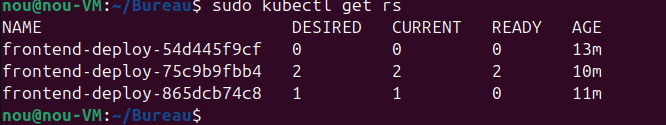 nou@nou-VM:~/Bureau$ sudo kubectl get rs
NAME                       DESIRED   CURRENT   READY   AGE
frontend-deploy-54d445f9cf   0         0         0       13m
frontend-deploy-75c9b9fbb4   2         2         2       10m
frontend-deploy-865dcb74c8   1         1         0       11m
nou@nou-VM:~/Bureau$